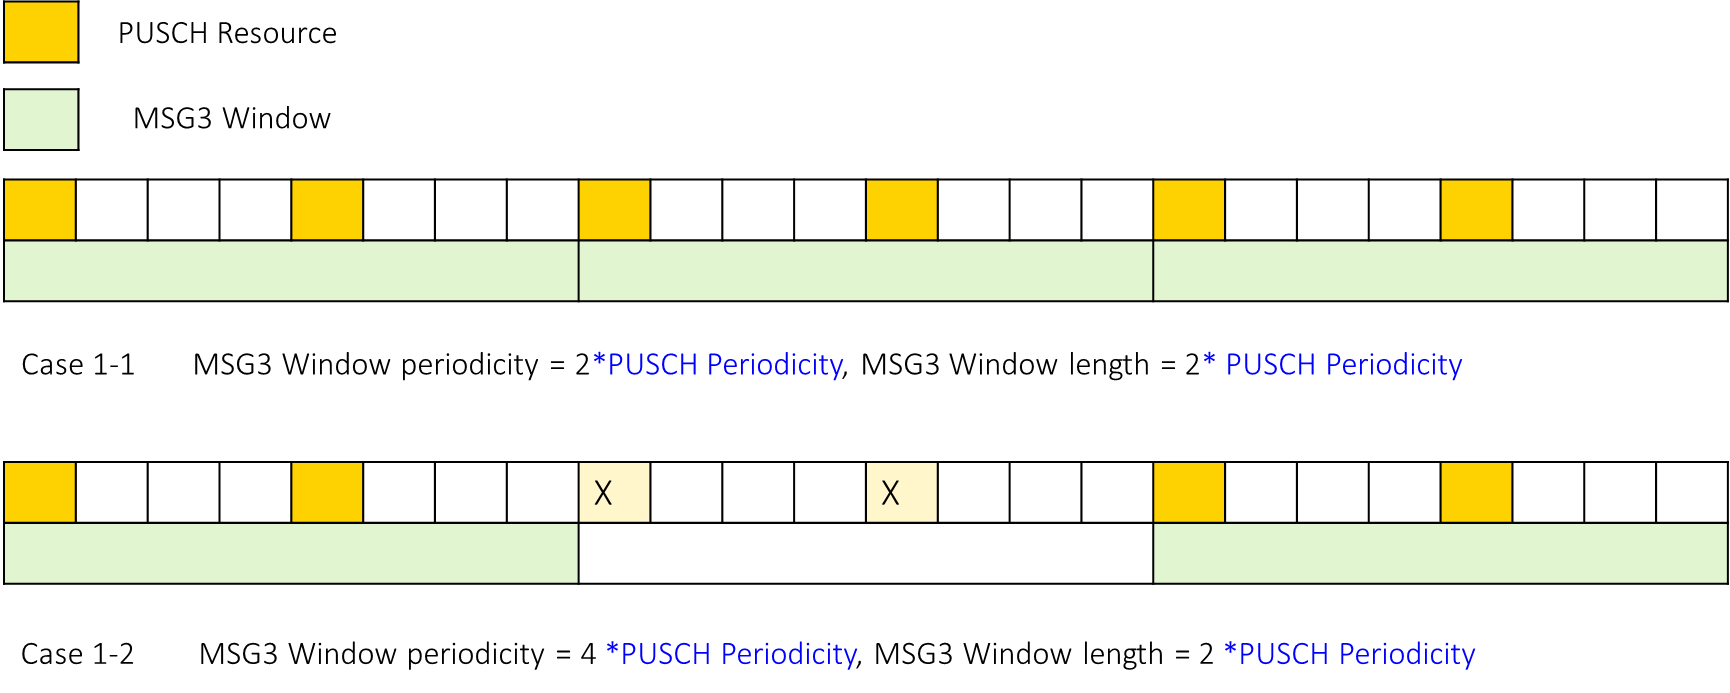 PUSCH Resource
MSG3 Window
Case 1-1 MSG3 Window periodicity = 2*PUSCH Periodicity, MSG3 Window length = 2* PUSCH Periodicity
X X
Case 1-2 MSG3 Window periodicity = 4 *PUSCH Periodicity, MSG3 Window length = 2 *PUSCH Periodicity